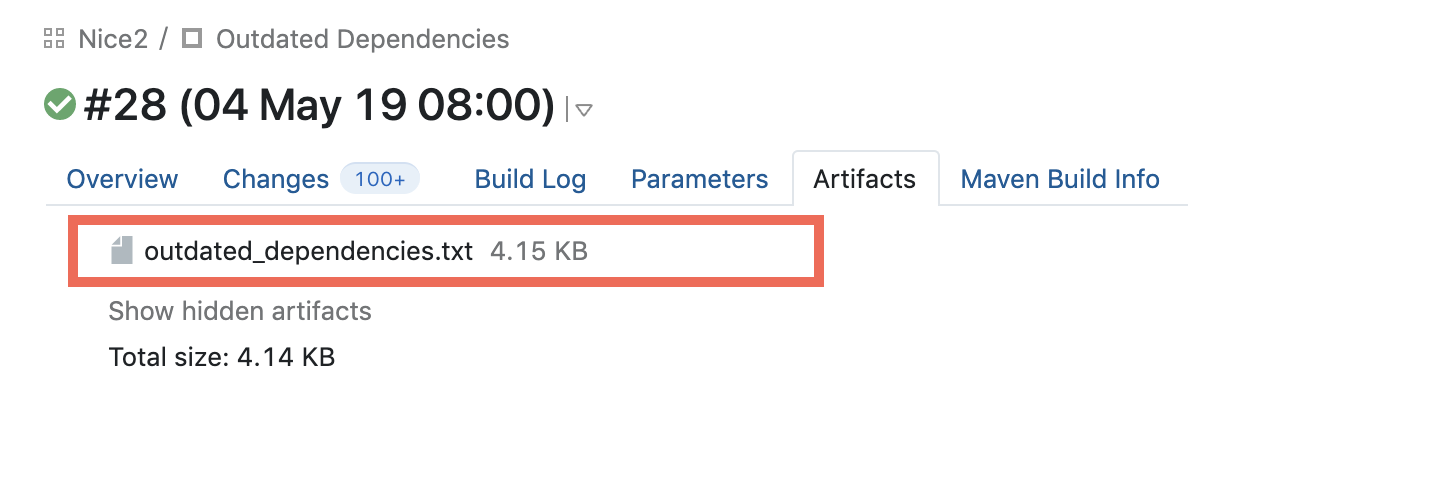 Nice2 / Outdated Dependencies
#28 (04 May 19 08:00)
Overview Changes 100+ Build Log Parameters Artifacts Maven Build Info
outdated_dependencies.txt 4.15 KB
Show hidden artifacts
Total size: 4.14 KB